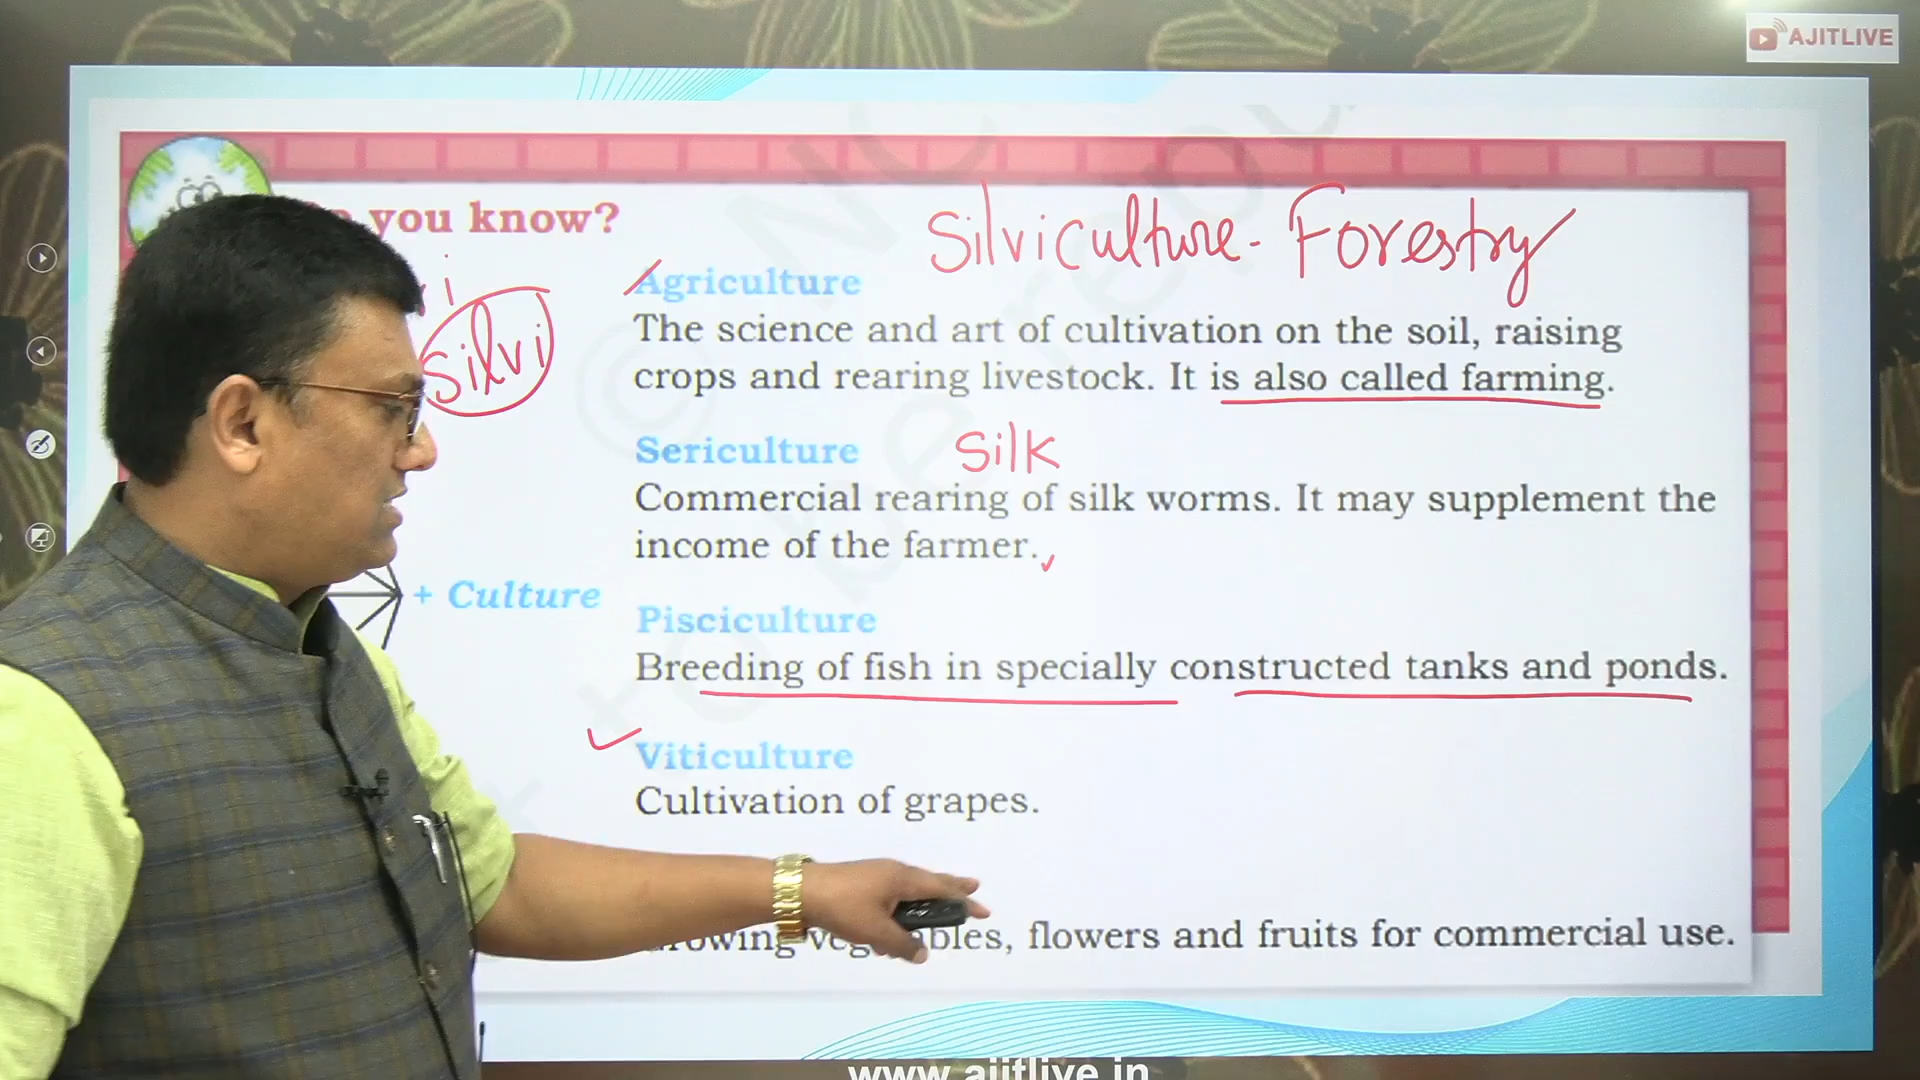 AJITLIVE
you know?
Silviculture - Forestry
Agriculture
silvi
The science and art of cultivation on the soil, raising
crops and rearing livestock. It is also called farming.
Sericulture silk
Commercial rearing of silk worms. It may supplement the
income of the farmer.
+ Culture
Pisciculture
Breeding of fish in specially constructed tanks and ponds.
Viticulture
Cultivation of grapes.
flowers and fruits for commercial use.
www.ajitlive.in